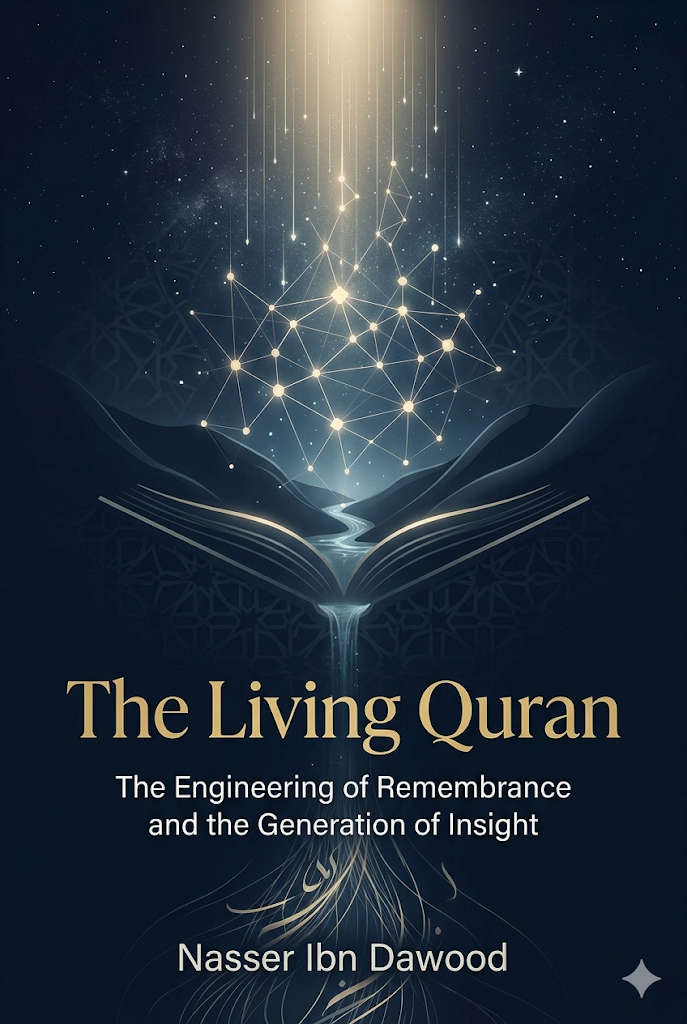 The Living Quran
The Engineering of Remembrance
and the Generation of Insight
Nasser Ibn Dawood